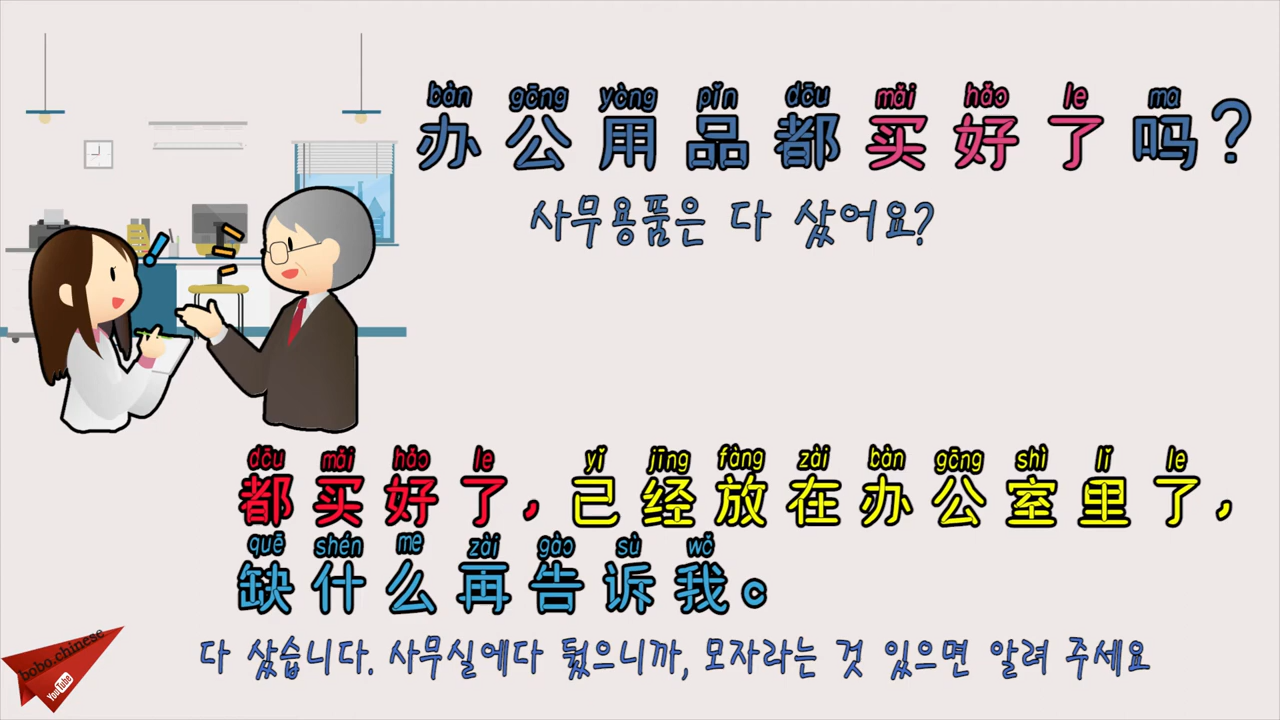 bàn gōng yòng pǐn dōu mǎi hǎo le ma
办公用品都买好了吗?
사무용품은 다 샀어요?
dōu mǎi hǎo le yǐ jīng fàng zài bàn gōng shì lǐ le
都买好了,已经放在办公室里了,
quē shén me zài gào sù wǒ
缺什么再告诉我。
다 샀습니다. 사무실에다 뒀으니까, 모자라는 것 있으면 알려 주세요
bobo.chinese
YouTube